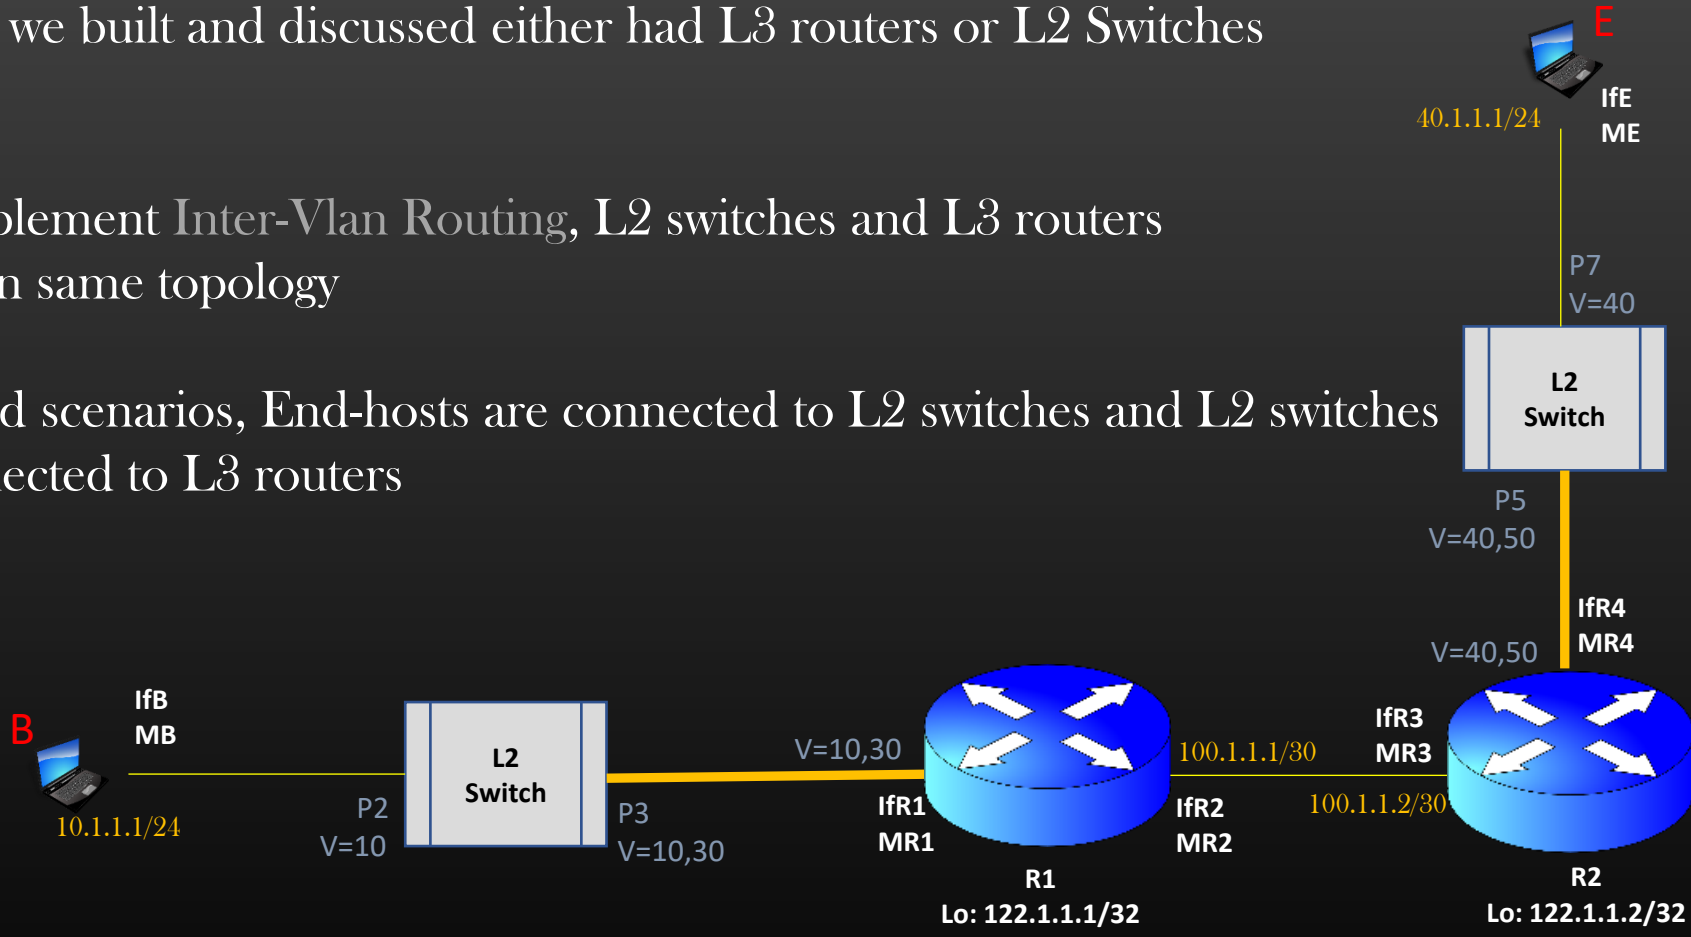 we built and discussed either had L3 routers or L2 Switches
E
IfE
ME
40.1.1.1/24
plement Inter-Vlan Routing, L2 switches and L3 routers
n same topology
P7
V=40
d scenarios, End-hosts are connected to L2 switches and L2 switches
nected to L3 routers
L2
Switch
P5
V=40,50
IfR4
MR4
V=40,50
B
IfB
MB
10.1.1.1/24
P2
V=10
L2
Switch
P3
V=10,30
V=10,30
IfR1
MR1
100.1.1.1/30
IfR2
MR2
IfR3
MR3
100.1.1.2/30
R1
Lo: 122.1.1.1/32
R2
Lo: 122.1.1.2/32